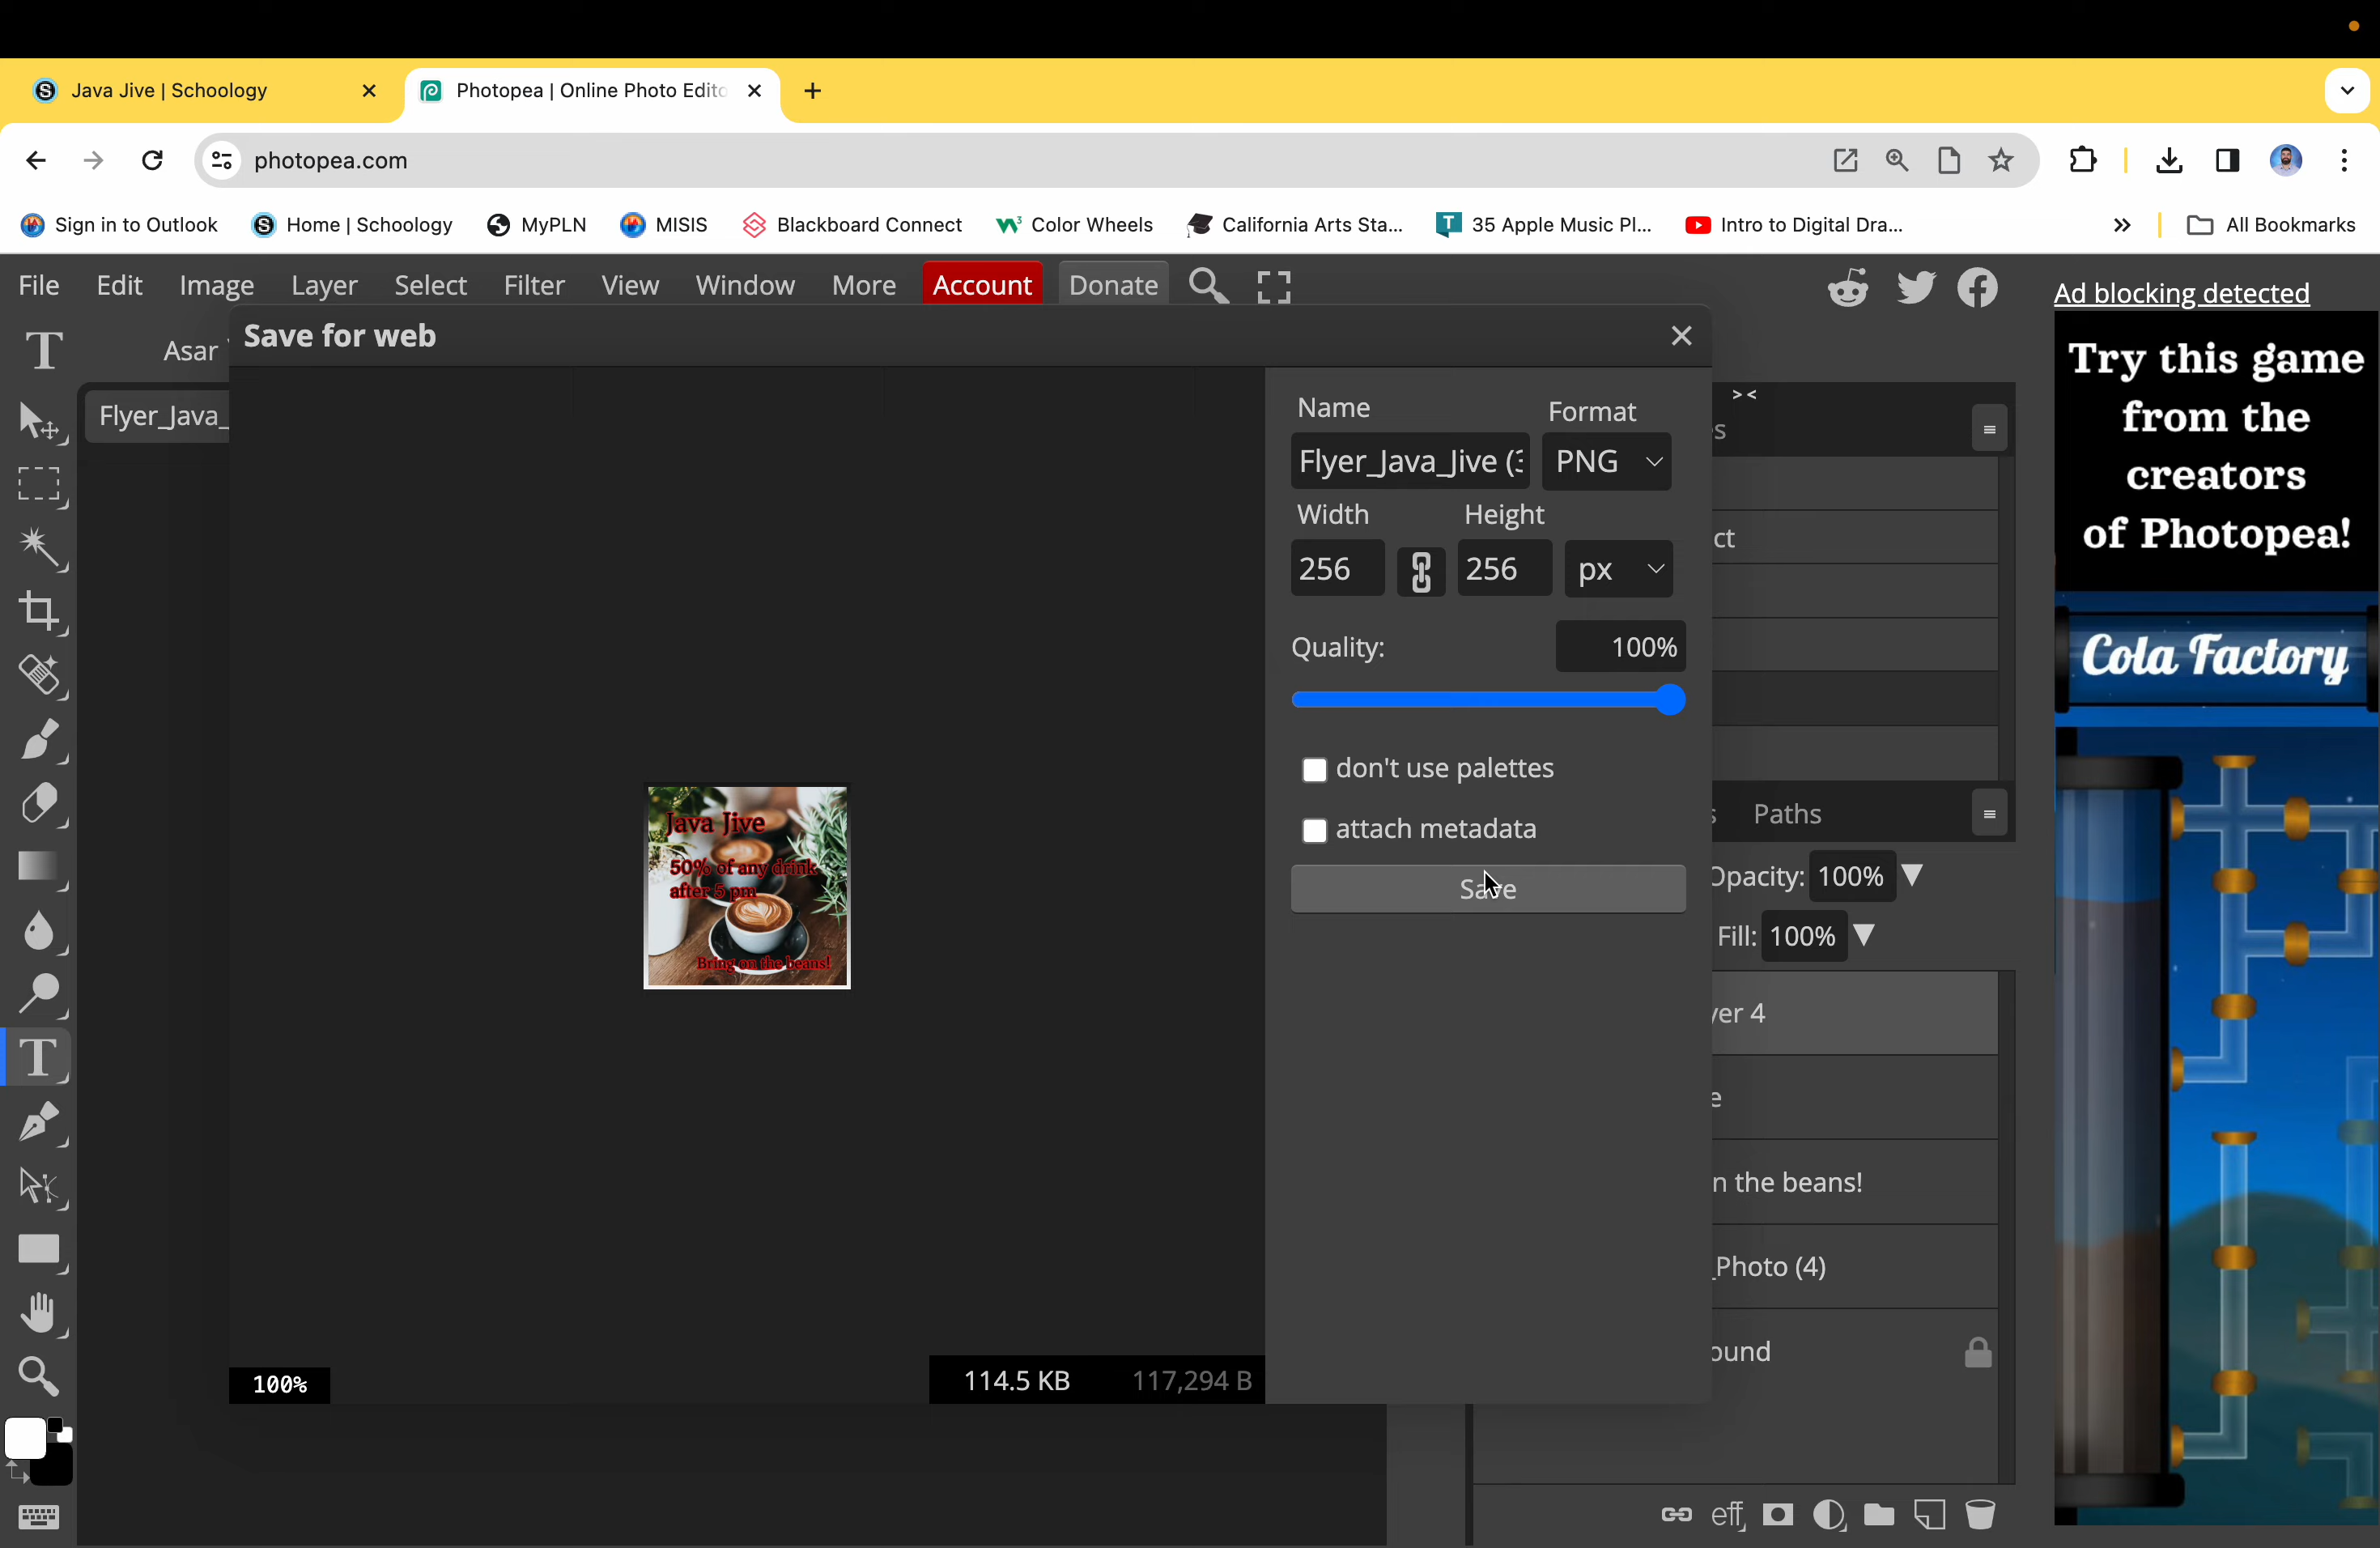 Java Jive | Schoology
Photopea | Online Photo Edito
photopea.com
Sign in to Outlook
Home | Schoology
MyPLN
MISIS
Blackboard Connect
Color Wheels
California Arts Sta...
35 Apple Music Pl...
Intro to Digital Dra...
All Bookmarks
File Edit Image Layer Select Filter View Window More Account Donate
Ad blocking detected
Asar
Save for web
Flyer_Java_
Name
Format
Flyer_Java_Jive (3
PNG
Width
Height
256
256
px
Quality:
100%
don't use palettes
attach metadata
Save
Java Jive
50% of any drink
after 5 pm
Bring on the beans!
100%
114.5 KB
117,294 B
> <
s
ct
s
Paths
Opacity: 100%
Fill: 100%
yer 4
e
n the beans!
_Photo (4)
ound
eff
Try this game
from the
creators
of Photopea!
Cola Factory